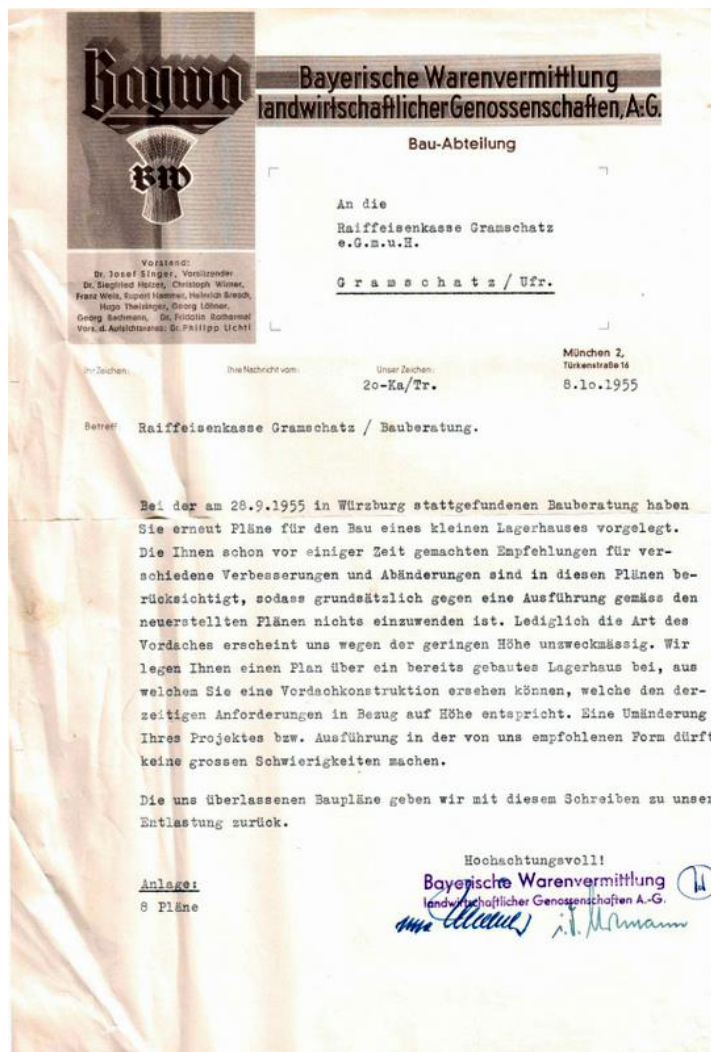 Baywa
BW
Bayerische Warenvermittlung
landwirtschaftlicher Genossenschaften, A.-G.
Bau-Abteilung
An die
Raiffeisenkasse Gramschatz
e.G.m.u.H.
Gramschatz/Ufr.
Vorstand:
Dr. Josef Singer, Vorsitzender
Dr. Siegfried Holzer, Christoph Wimer,
Franz Weis, Rupert Hammer, Heinrich Bresch,
Hugo Theisinger, Georg Löhner,
Georg Bachmann, Dr. Fridolin Rothermel
Vors. d. Aufsichtsrates: Dr. Philipp Lichti
München 2,
Türkenstraße 16
Ihr Zeichen: Ihre Nachricht vom: Unser Zeichen:
2o-Ka/Tr. 8.1o.1955
Betreff: Raiffeisenkasse Gramschatz / Bauberatung.
Bei der am 28.9.1955 in Würzburg stattgefundenen Bauberatung haben
Sie erneut Pläne für den Bau eines kleinen Lagerhauses vorgelegt.
Die Ihnen schon vor einiger Zeit gemachten Empfehlungen für ver-
schiedene Verbesserungen und Abänderungen sind in diesen Plänen be-
rücksichtigt, sodass grundsätzlich gegen eine Ausführung gemäss den
neuerstellten Plänen nichts einzuwenden ist. Lediglich die Art des
Vordaches erscheint uns wegen der geringen Höhe unzweckmässig. Wir
legen Ihnen einen Plan über ein bereits gebautes Lagerhaus bei, aus
welchem Sie eine Vordachkonstruktion ersehen können, welche den der-
zeitigen Anforderungen in Bezug auf Höhe entspricht. Eine Umänderung
Ihres Projektes bzw. Ausführung in der von uns empfohlenen Form dürft
keine grossen Schwierigkeiten machen.
Die uns überlassenen Baupläne geben wir mit diesem Schreiben zu unser
Entlastung zurück.
Hochachtungsvoll!
Bayerische Warenvermittlung
landwirtschaftlicher Genossenschaften A.-G.
Anlage:
8 Pläne